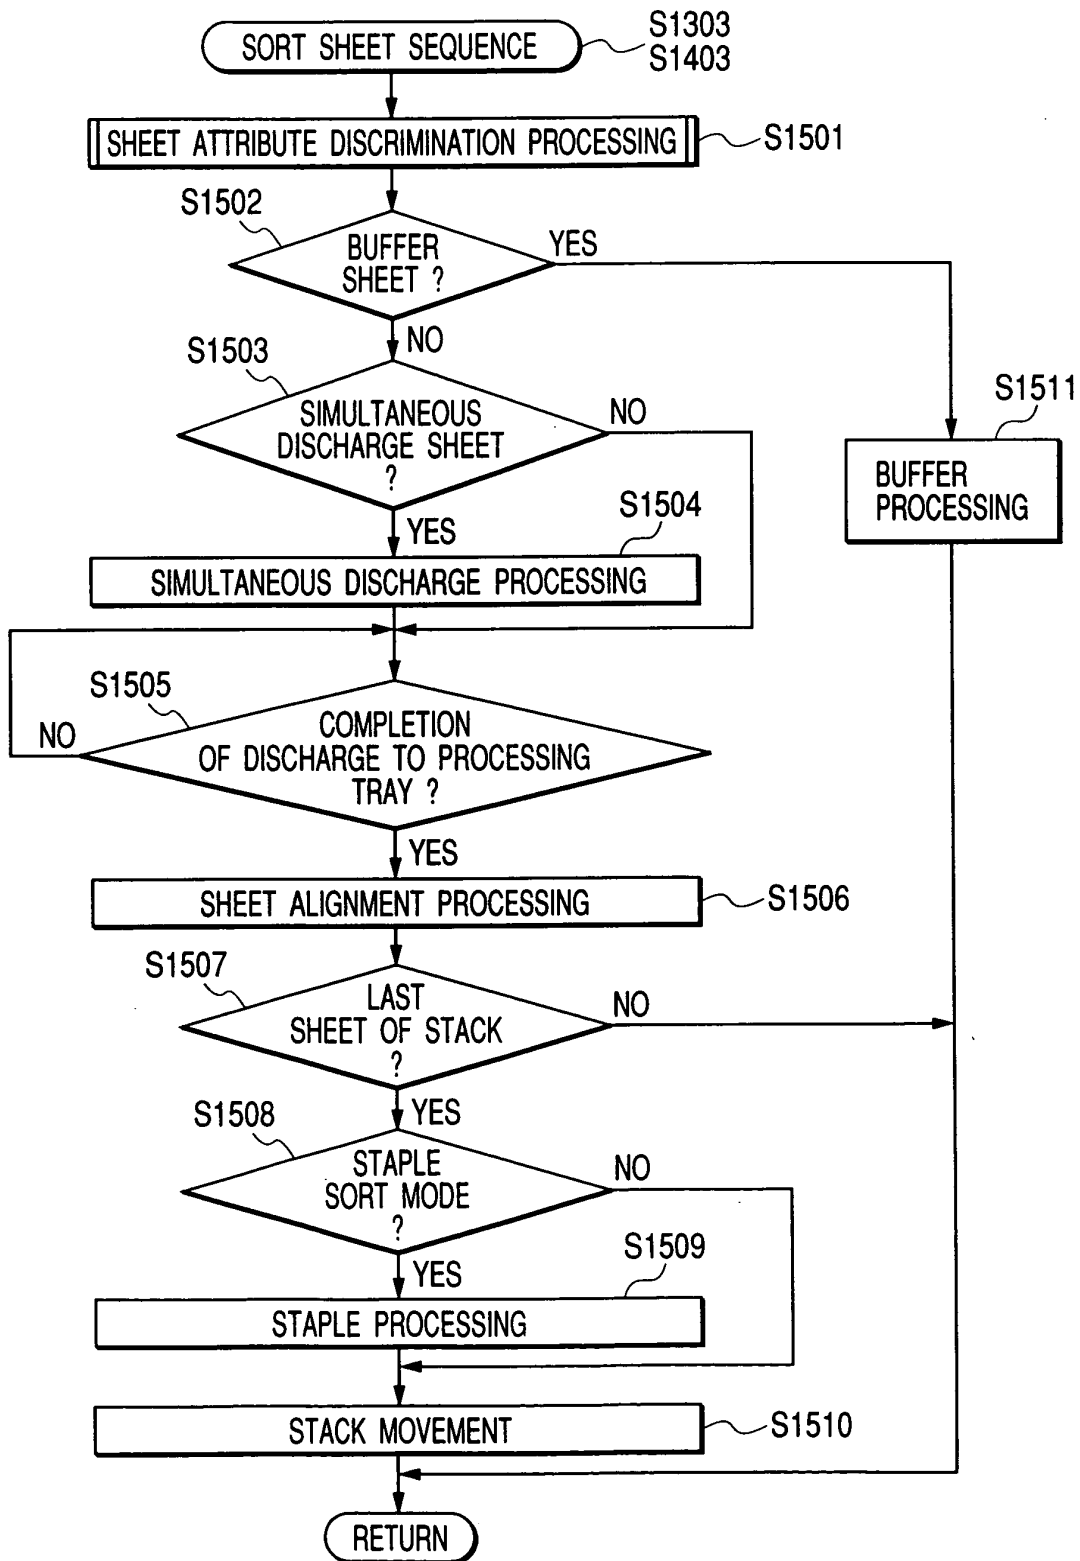 SORT SHEET SEQUENCE
S1303
S1403
SHEET ATTRIBUTE DISCRIMINATION PROCESSING
S1501
S1502
BUFFER
SHEET ?
YES
NO
S1503
SIMULTANEOUS
DISCHARGE SHEET
?
NO
S1511
BUFFER
PROCESSING
YES
S1504
SIMULTANEOUS DISCHARGE PROCESSING
S1505
NO
COMPLETION
OF DISCHARGE TO PROCESSING
TRAY ?
YES
SHEET ALIGNMENT PROCESSING
S1506
S1507
LAST
SHEET OF STACK
?
NO
YES
S1508
STAPLE
SORT MODE
?
NO
YES
S1509
STAPLE PROCESSING
STACK MOVEMENT
S1510
RETURN